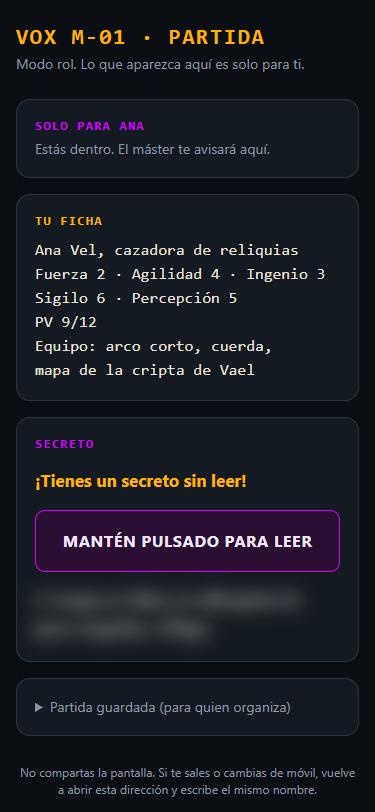 VOX M-01 · PARTIDA
Modo rol. Lo que aparezca aquí es solo para ti.
SOLO PARA ANA
Estás dentro. El máster te avisará aquí.
TU FICHA
Ana Vel, cazadora de reliquias
Fuerza 2 · Agilidad 4 · Ingenio 3
Sigilo 6 · Percepción 5
PV 9/12
Equipo: arco corto, cuerda,
mapa de la cripta de Vael
SECRETO
¡Tienes un secreto sin leer!
MANTÉN PULSADO PARA LEER
Partida guardada (para quien organiza)
No compartas la pantalla. Si te sales o cambias de móvil, vuelve
a abrir esta dirección y escribe el mismo nombre.